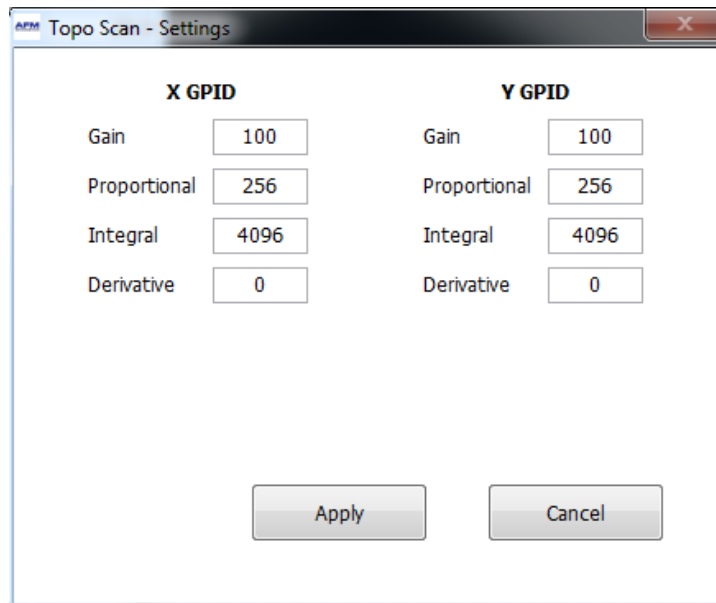 AFM Topo Scan - Settings X
X GPID Y GPID
Gain 100 Gain 100
Proportional 256 Proportional 256
Integral 4096 Integral 4096
Derivative 0 Derivative 0
Apply Cancel